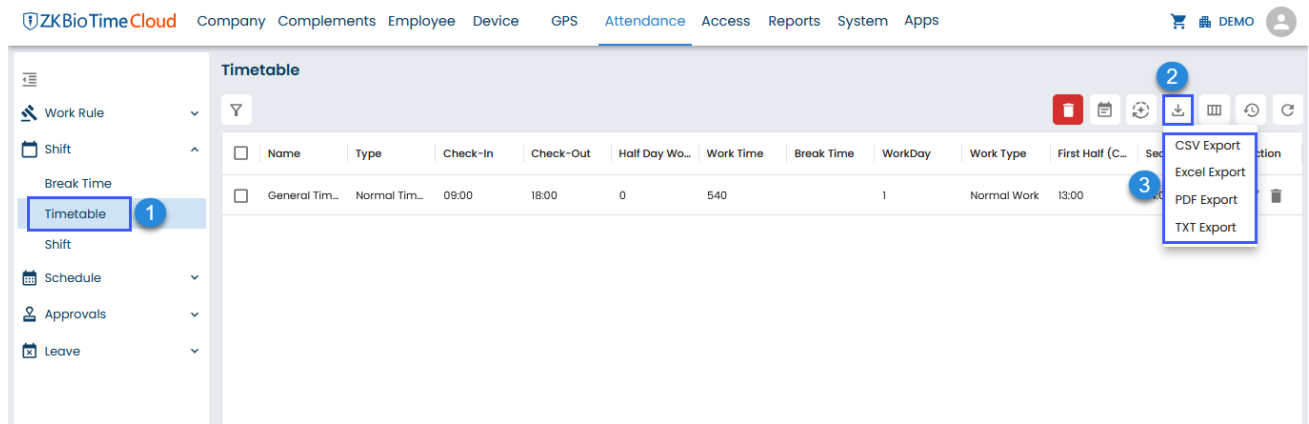 ZKBioTime Cloud Company Complements Employee Device GPS Attendance Access Reports System Apps DEMO
Timetable
2
Work Rule
Shift
Name Type Check-In Check-Out Half Day Wo... Work Time Break Time WorkDay Work Type First Half (C...
CSV Export
Excel Export
Break Time
3
General Tim... Normal Tim... 09:00 18:00 0 540 1 Normal Work 13:00
PDF Export
Timetable 1
TXT Export
Shift
Schedule
Approvals
Leave